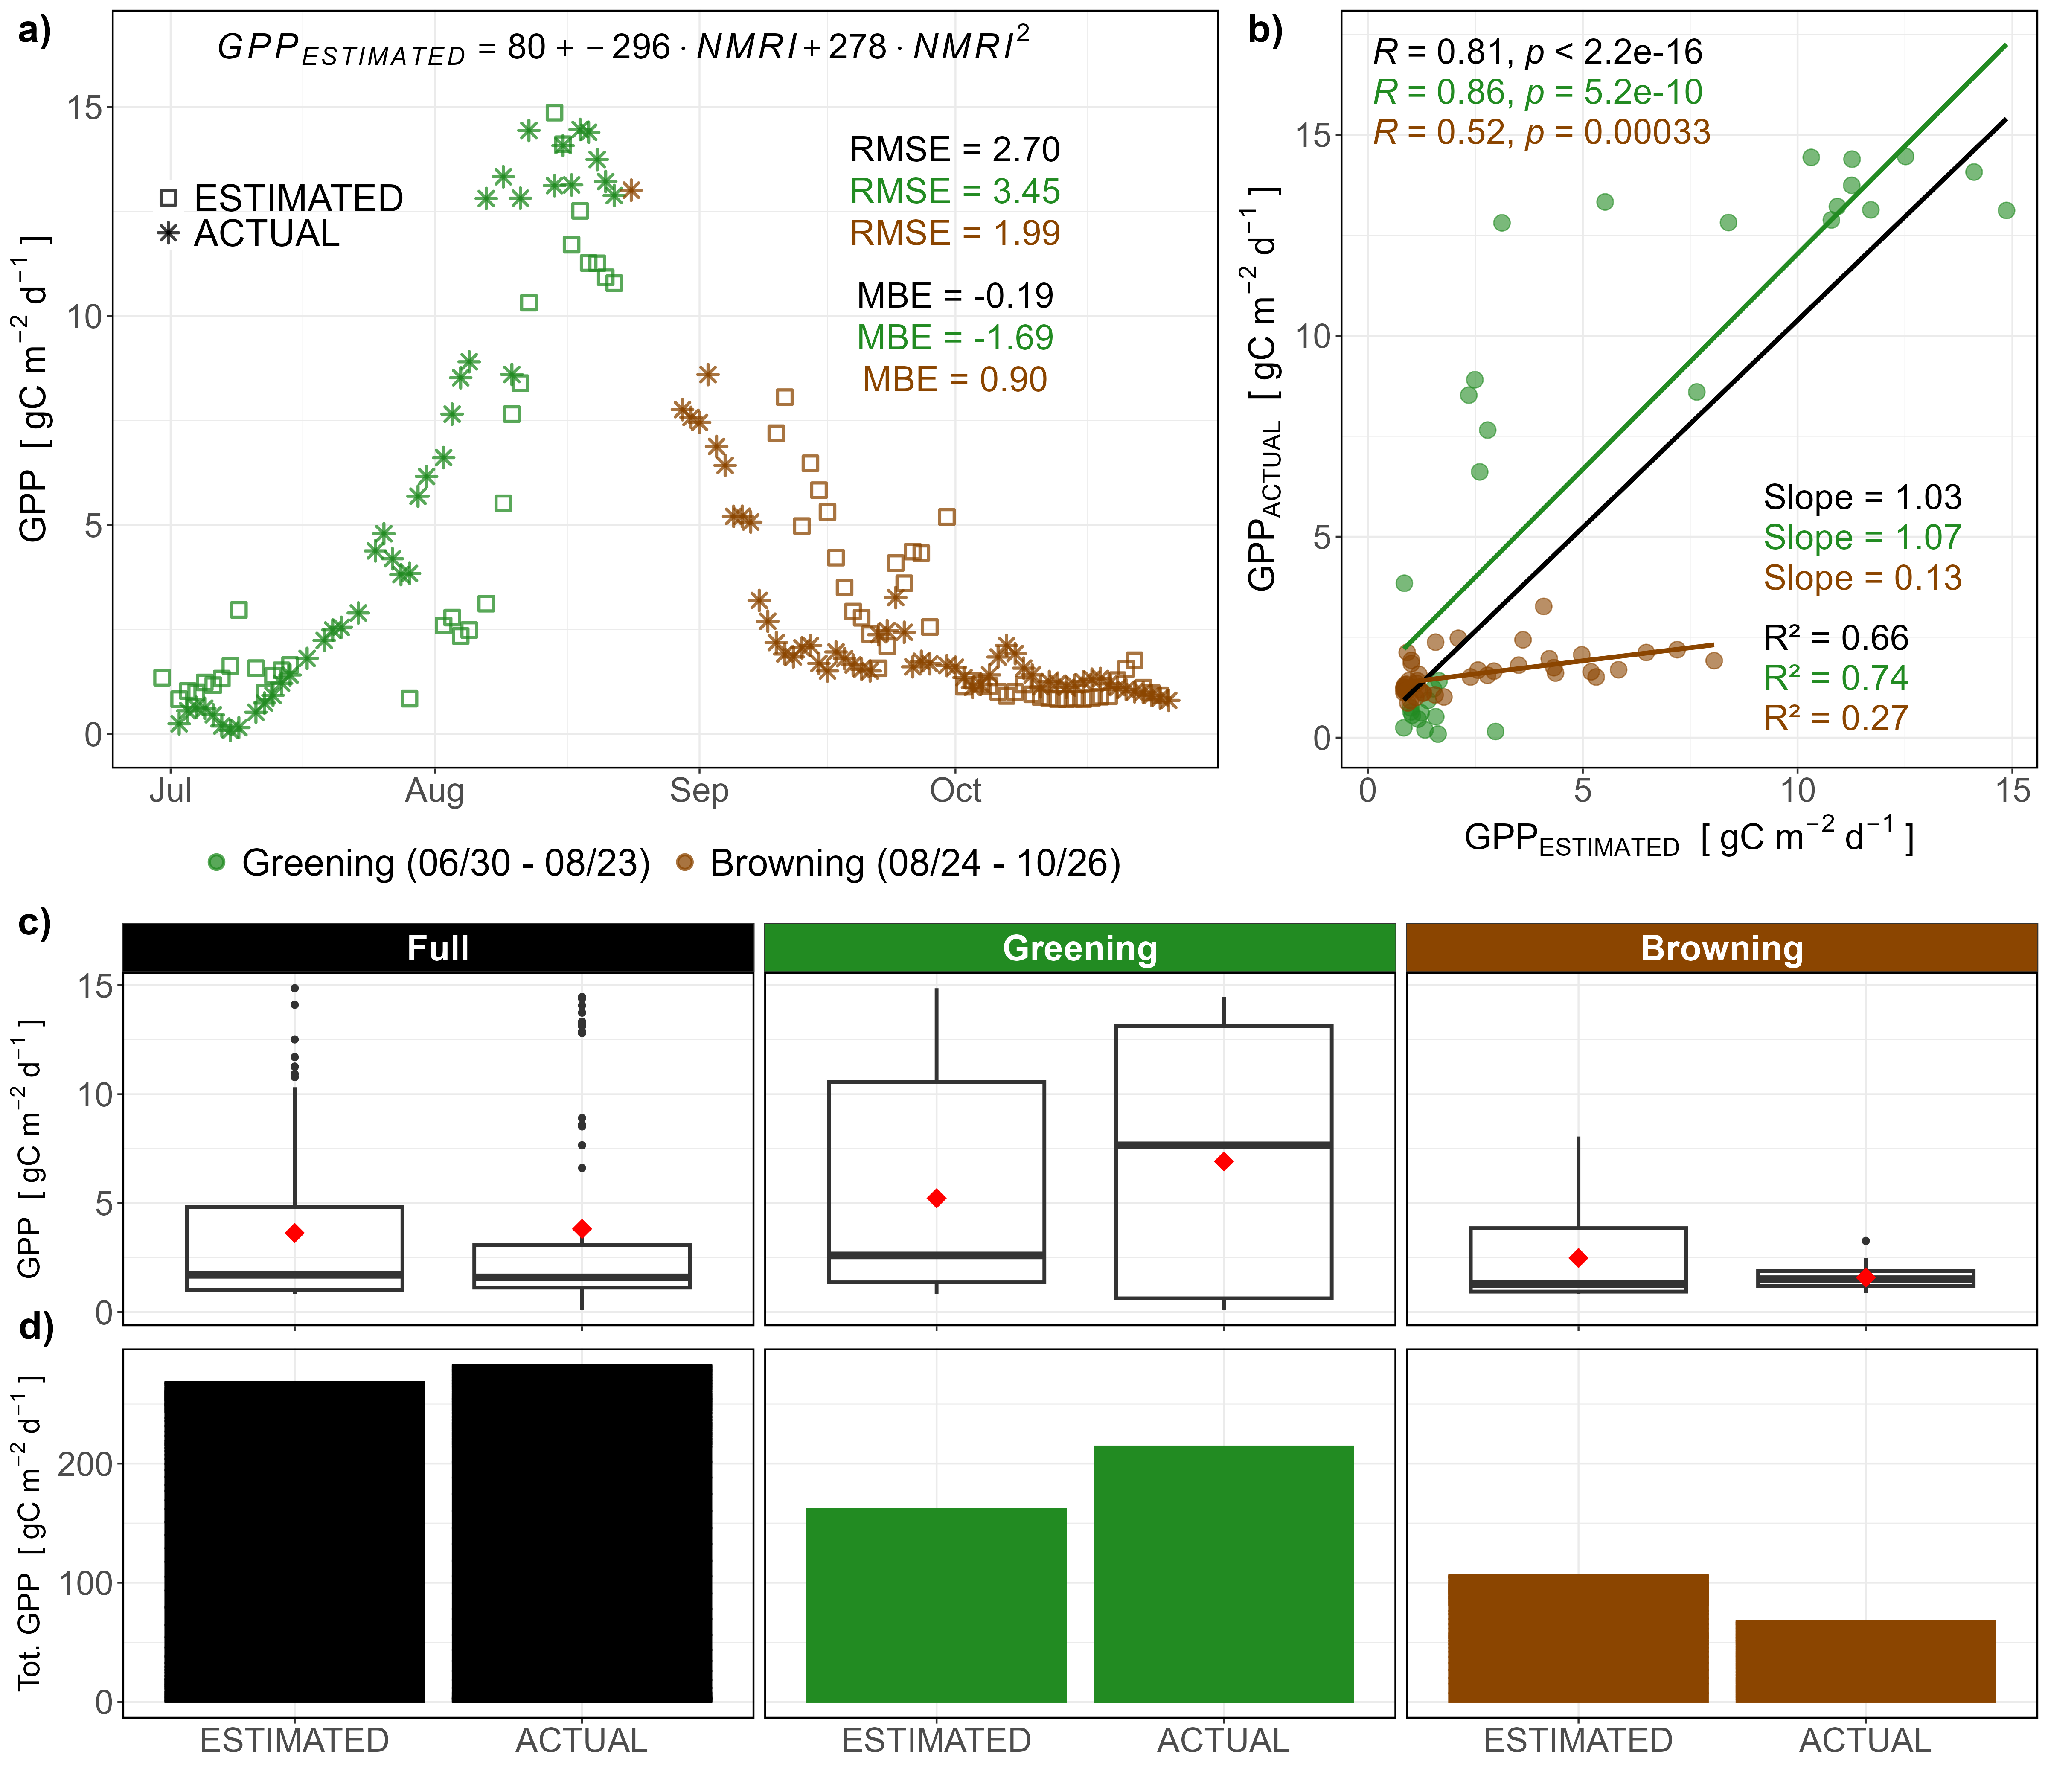 a)
GPP_ESTIMATED = 80 + − 296 · NMRI + 278 · NMRI²
15
10
5
0
GPP [ gC m⁻² d⁻¹ ]
ESTIMATED
ACTUAL
RMSE = 2.70
RMSE = 3.45
RMSE = 1.99
MBE = -0.19
MBE = -1.69
MBE = 0.90
Jul
Aug
Sep
Oct
Greening (06/30 - 08/23)
Browning (08/24 - 10/26)
b)
R = 0.81, p < 2.2e-16
R = 0.86, p = 5.2e-10
R = 0.52, p = 0.00033
15
10
5
0
GPP_ACTUAL [ gC m⁻² d⁻¹ ]
Slope = 1.03
Slope = 1.07
Slope = 0.13
R² = 0.66
R² = 0.74
R² = 0.27
0
5
10
15
GPP_ESTIMATED [ gC m⁻² d⁻¹ ]
c)
Full
Greening
Browning
15
10
5
0
GPP [ gC m⁻² d⁻¹ ]
d)
200
100
0
Tot. GPP [ gC m⁻² d⁻¹ ]
ESTIMATED
ACTUAL
ESTIMATED
ACTUAL
ESTIMATED
ACTUAL